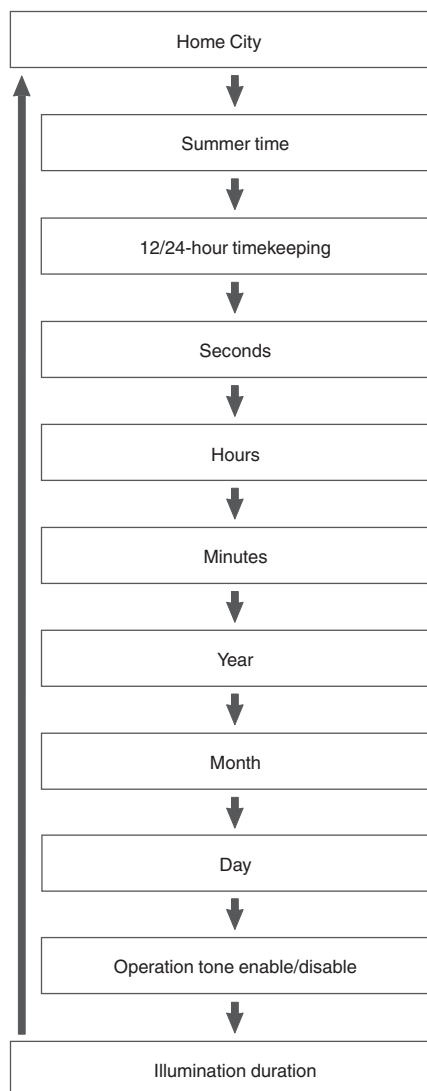 Home City
Summer time
12/24-hour timekeeping
Seconds
Hours
Minutes
Year
Month
Day
Operation tone enable/disable
Illumination duration